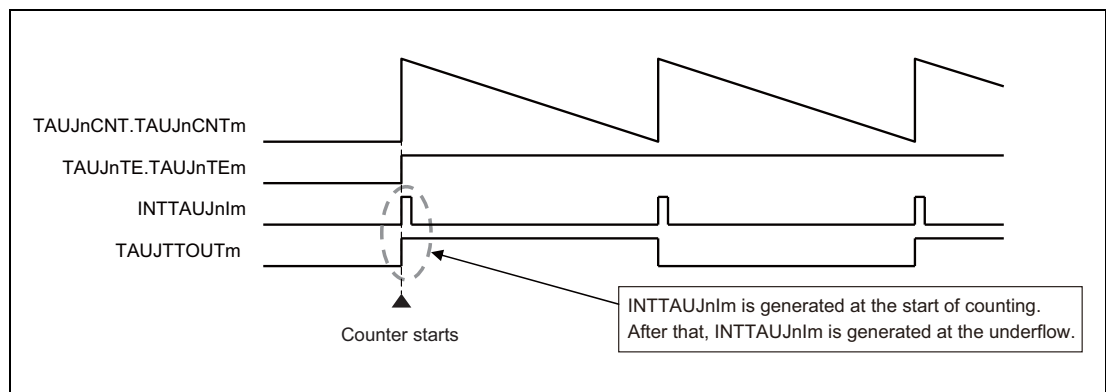 TAUJnCNT.TAUJnCNTm
TAUJnTE.TAUJnTEm
INTTAUJnIm
TAUJTTOUTm
Counter starts
INTTAUJnIm is generated at the start of counting.
After that, INTTAUJnIm is generated at the underflow.